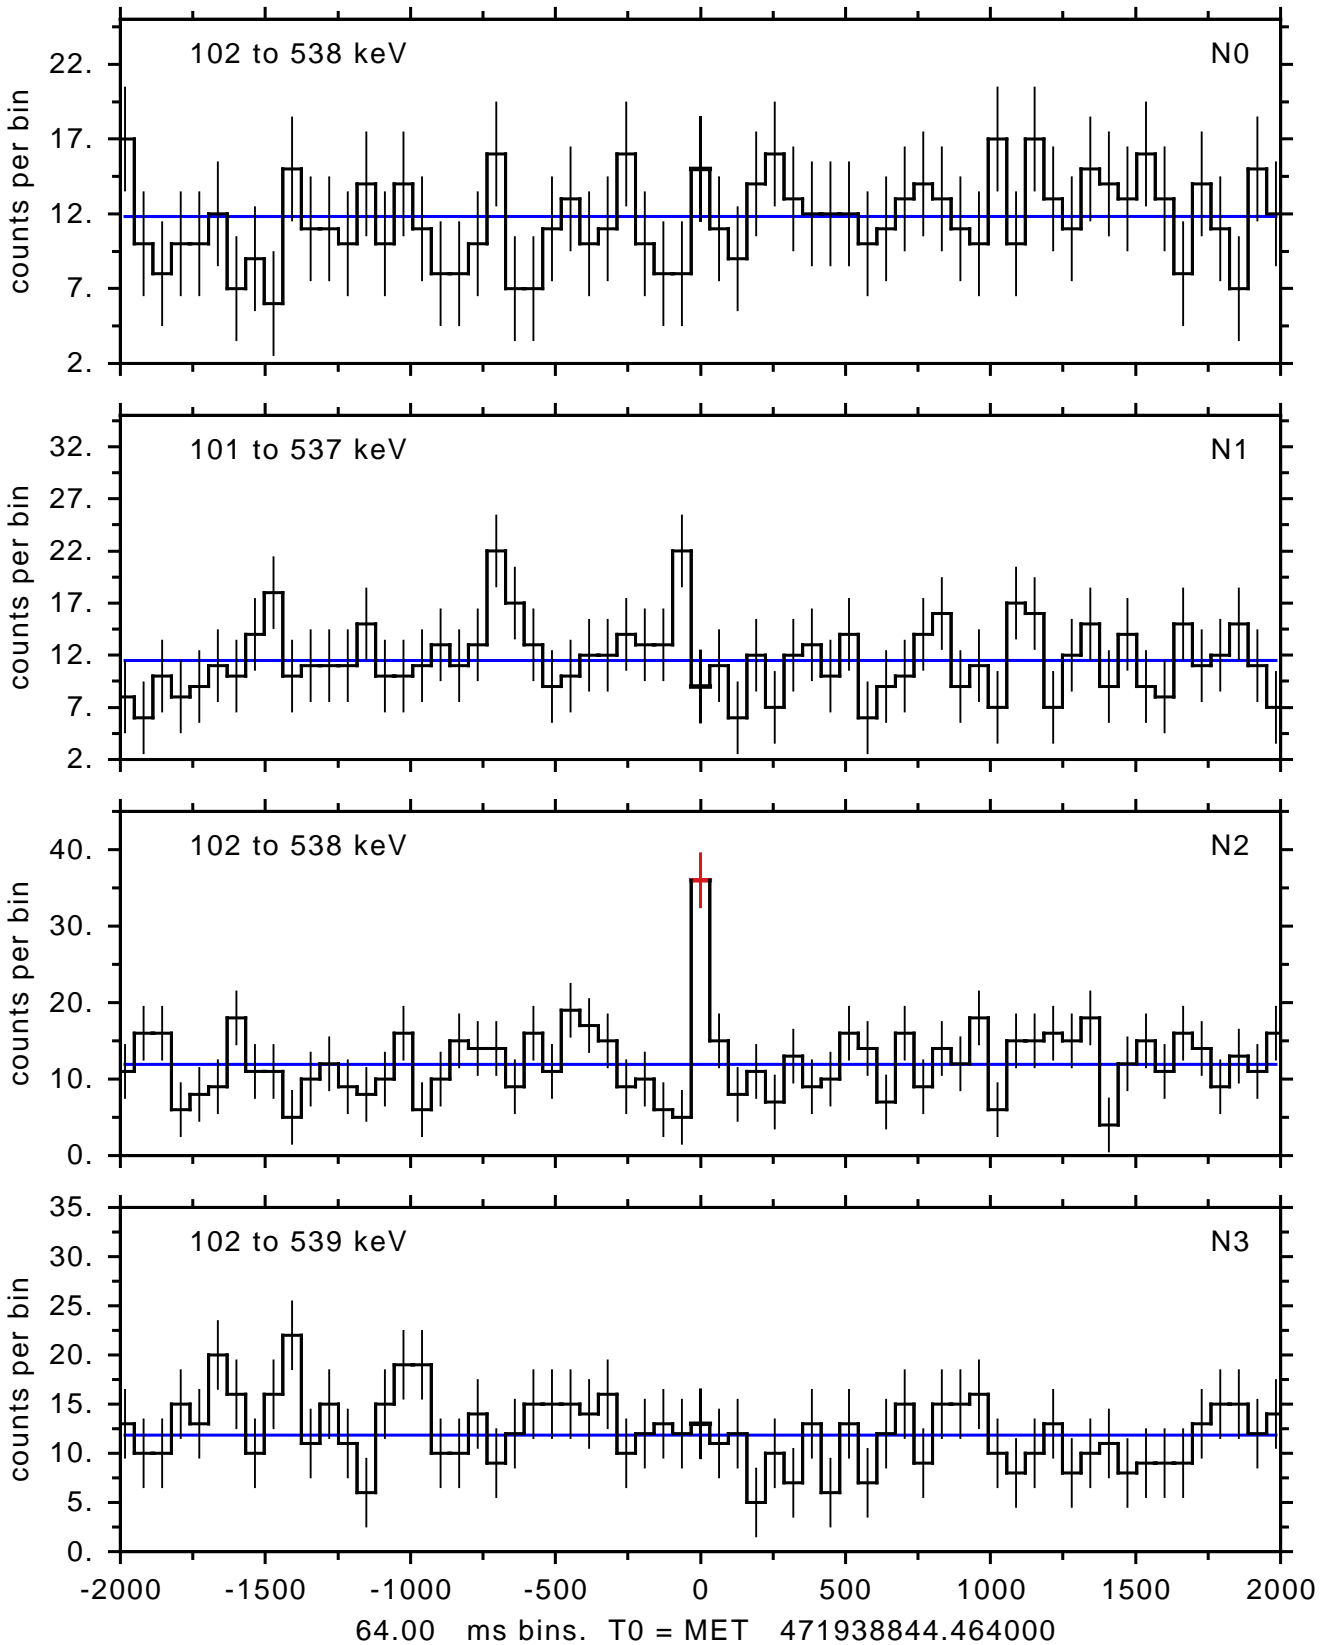 102 to 538 keV N0
22.
17.
12.
7.
2.
counts per bin
101 to 537 keV N1
32.
27.
22.
17.
12.
7.
2.
counts per bin
102 to 538 keV N2
40.
30.
20.
10.
0.
counts per bin
102 to 539 keV N3
35.
30.
25.
20.
15.
10.
5.
0.
counts per bin
-2000 -1500 -1000 -500 0 500 1000 1500 2000
64.00 ms bins. T0 = MET 471938844.464000